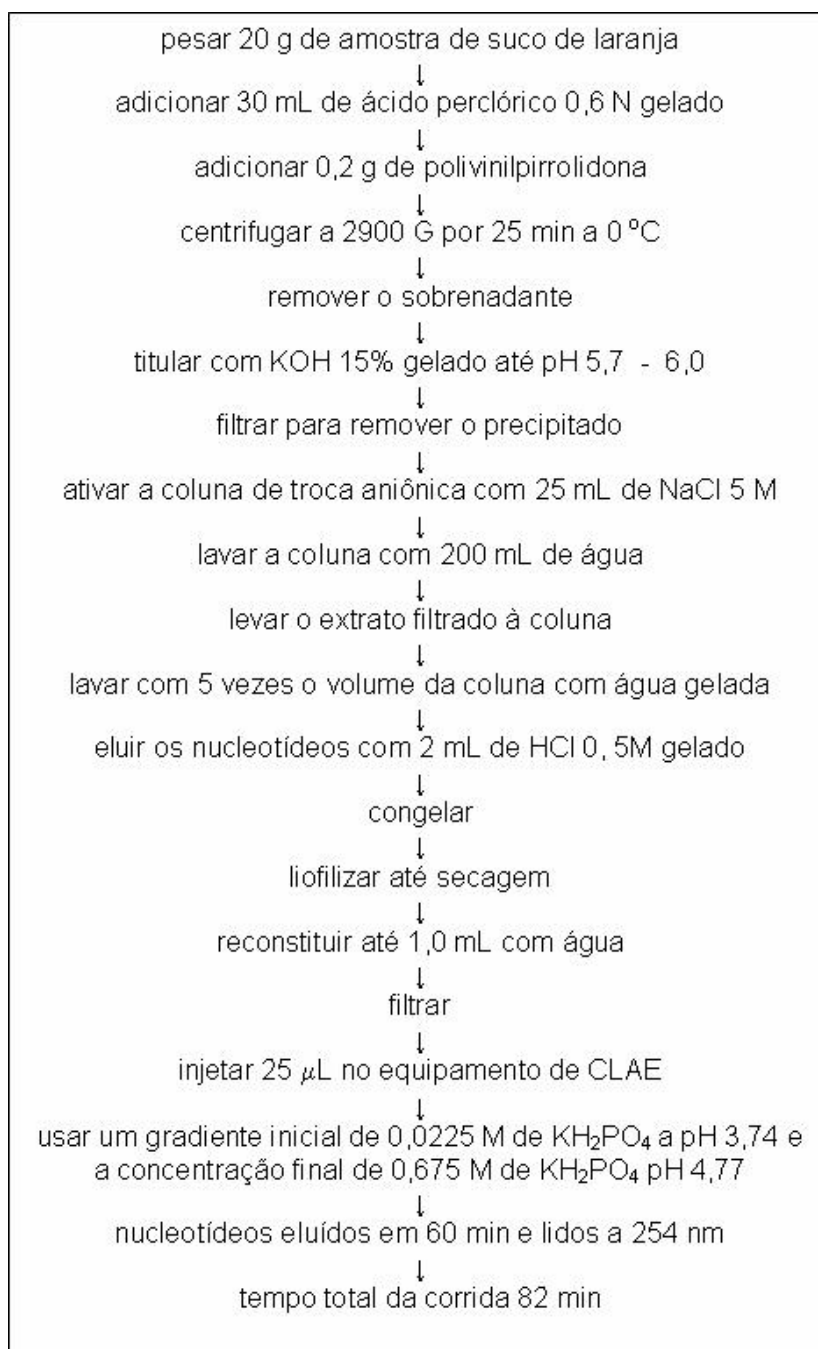 pesar 20 g de amostra de suco de laranja
↓
adicionar 30 mL de ácido perclórico 0,6 N gelado
↓
adicionar 0,2 g de polivinilpirrolidona
↓
centrifugar a 2900 G por 25 min a 0 ºC
↓
remover o sobrenadante
↓
titular com KOH 15% gelado até pH 5,7 - 6,0
↓
filtrar para remover o precipitado
↓
ativar a coluna de troca aniônica com 25 mL de NaCl 5 M
↓
lavar a coluna com 200 mL de água
↓
levar o extrato filtrado à coluna
↓
lavar com 5 vezes o volume da coluna com água gelada
↓
eluir os nucleotídeos com 2 mL de HCl 0, 5M gelado
↓
congelar
↓
liofilizar até secagem
↓
reconstituir até 1,0 mL com água
↓
filtrar
↓
injetar 25 μL no equipamento de CLAE
↓
usar um gradiente inicial de 0,0225 M de KH₂PO₄ a pH 3,74 e
a concentração final de 0,675 M de KH₂PO₄ pH 4,77
↓
nucleotídeos eluídos em 60 min e lidos a 254 nm
↓
tempo total da corrida 82 min